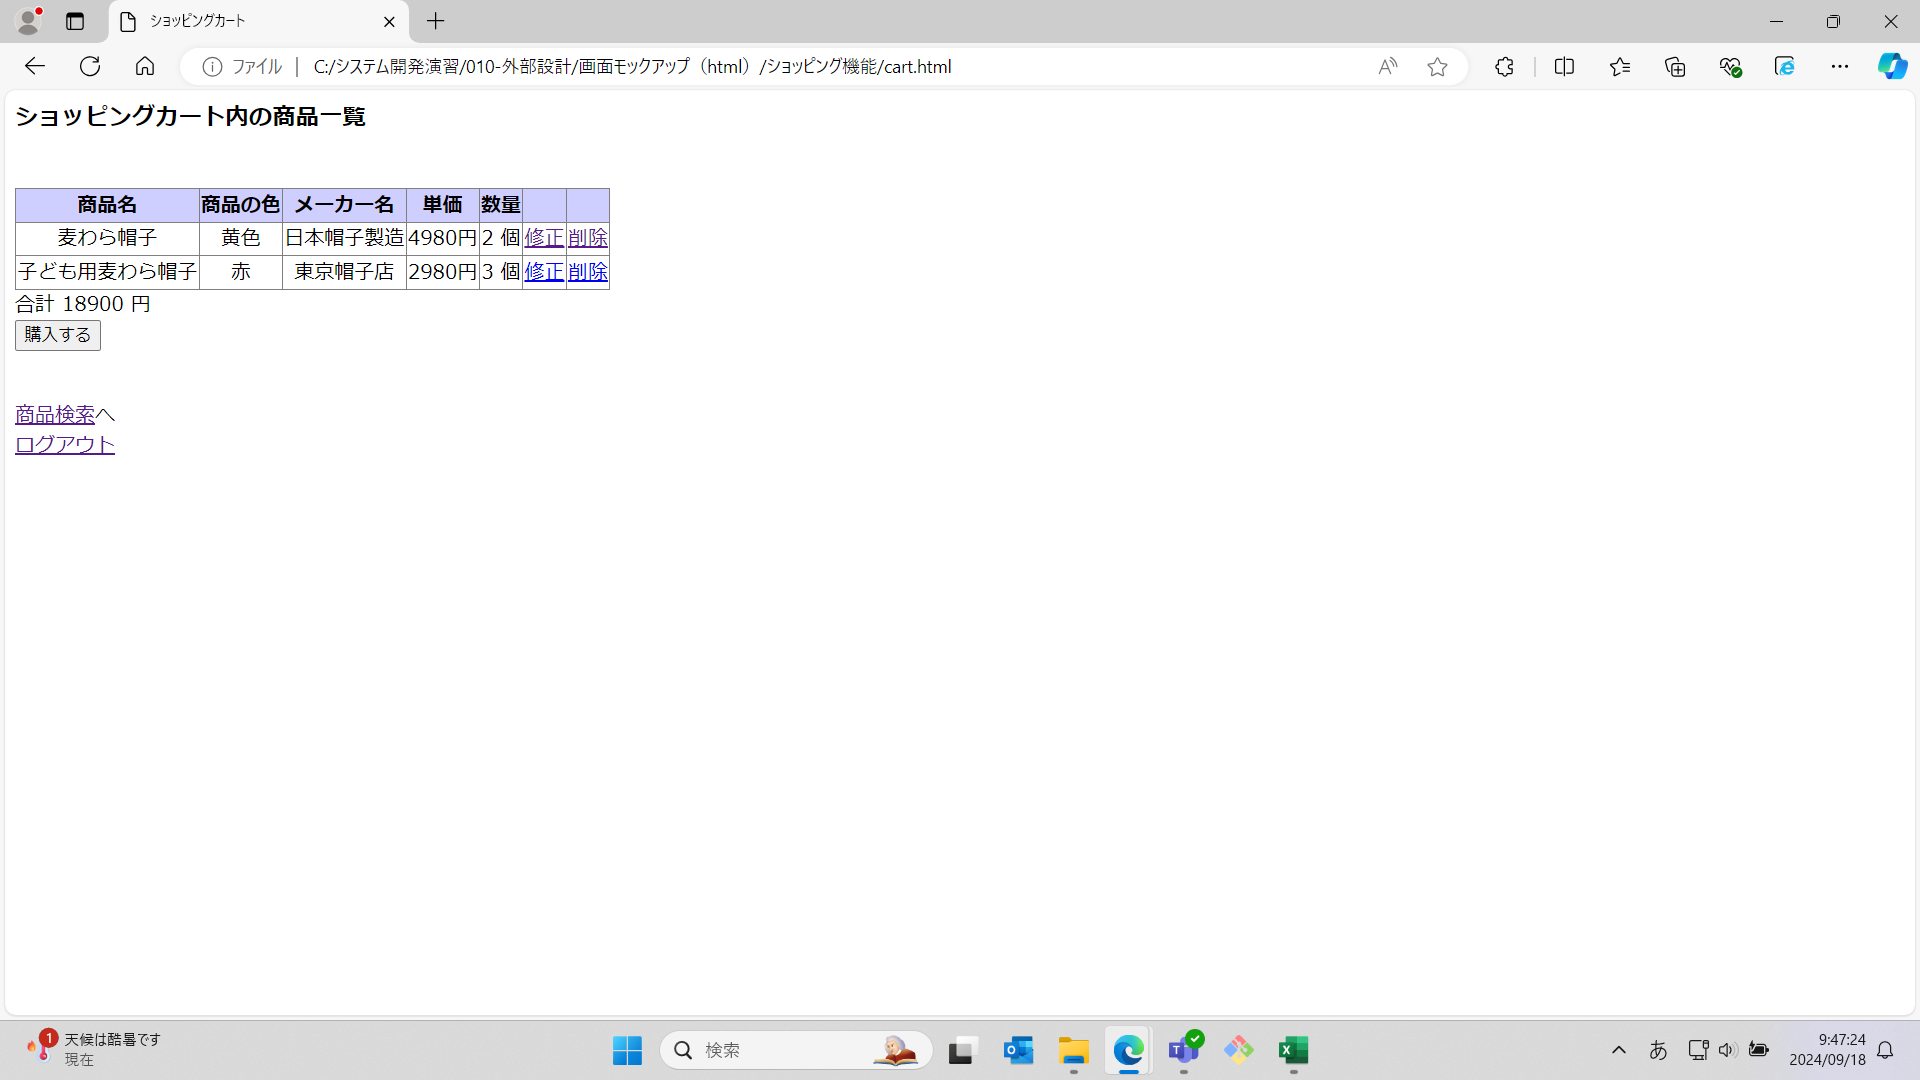 ショッピングカート
ファイル
C:/システム開発演習/010-外部設計/画面モックアップ（html）/ショッピング機能/cart.html
ショッピングカート内の商品一覧
商品名 商品の色 メーカー名 単価 数量
麦わら帽子 黄色 日本帽子製造 4980円 2 個 修正 削除
子ども用麦わら帽子 赤 東京帽子店 2980円 3 個 修正 削除
合計 18900 円
購入する
商品検索へ
ログアウト
1
天候は酷暑です
現在
検索
あ
9:47:24
2024/09/18